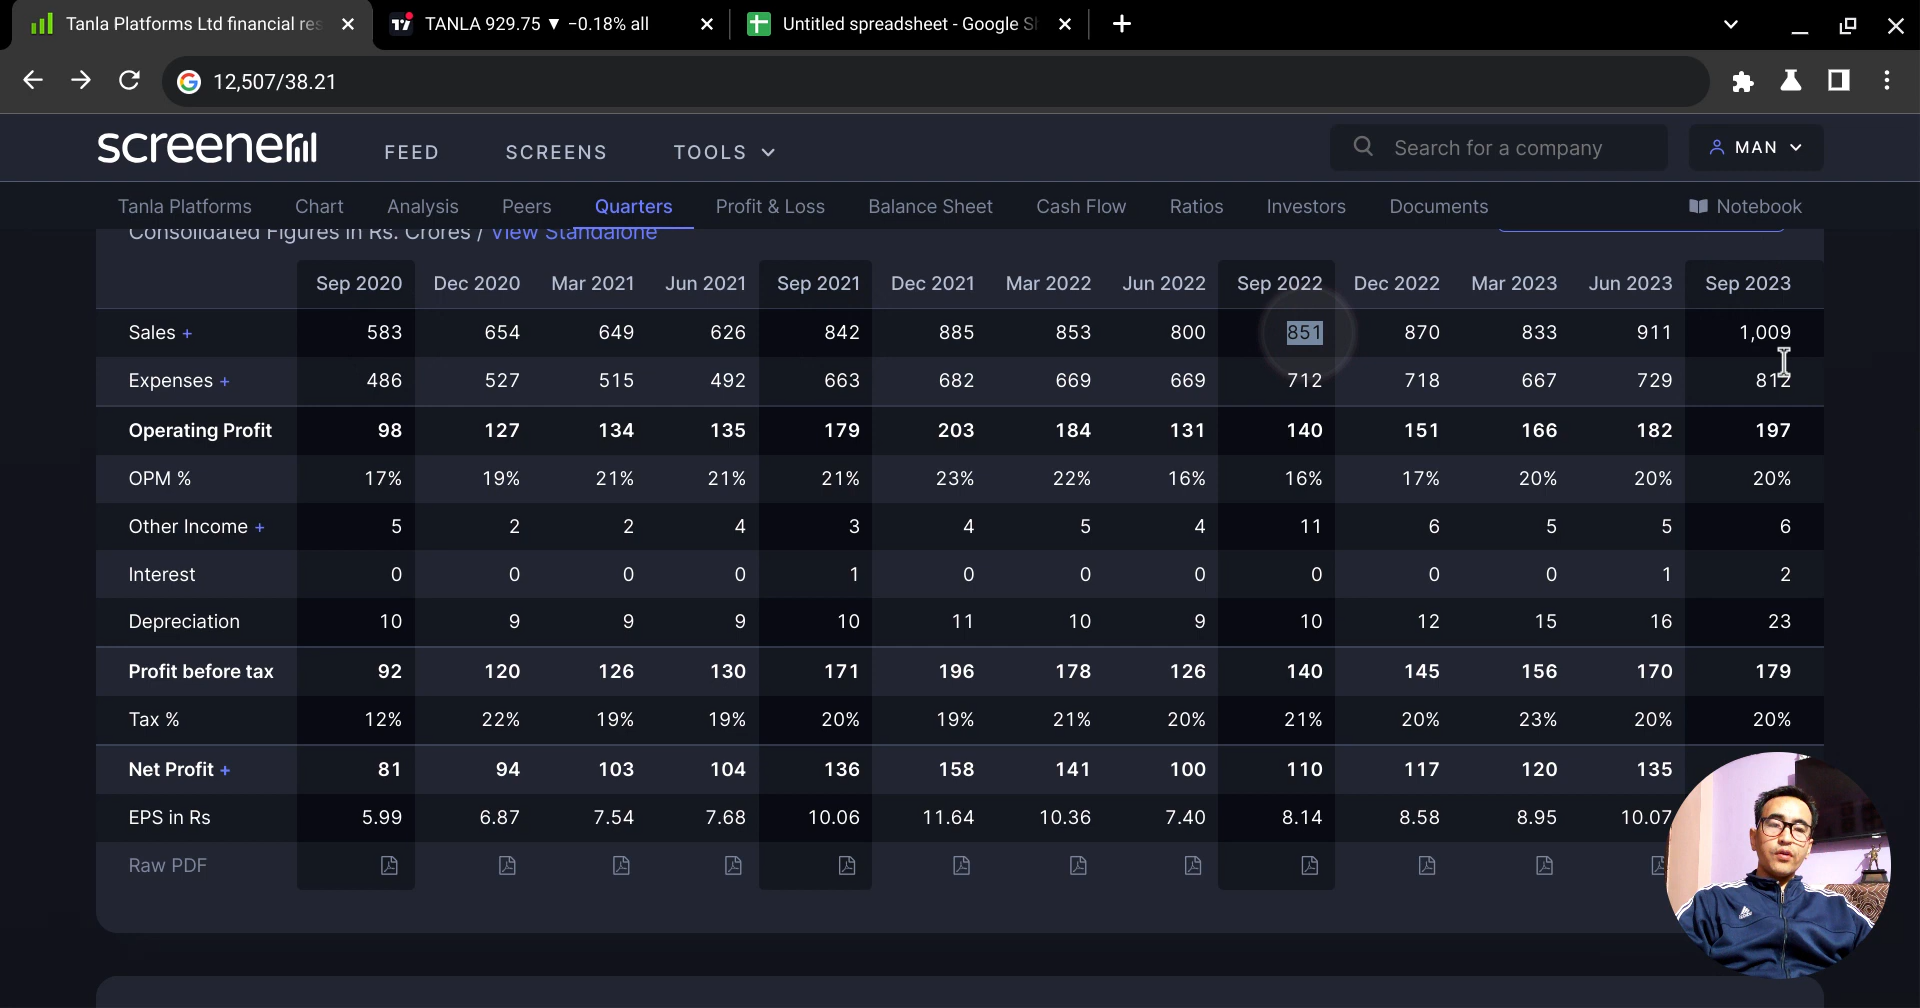 Tanla Platforms Ltd financial res
TANLA 929.75 ▼ −0.18% all
Untitled spreadsheet - Google Sh
12,507/38.21
screener
FEED
SCREENS
TOOLS
Search for a company
MAN
Tanla Platforms
Chart
Analysis
Peers
Quarters
Profit & Loss
Balance Sheet
Cash Flow
Ratios
Investors
Documents
Notebook
Consolidated Figures in Rs. Crores / View Standalone
Sep 2020 Dec 2020 Mar 2021 Jun 2021 Sep 2021 Dec 2021 Mar 2022 Jun 2022 Sep 2022 Dec 2022 Mar 2023 Jun 2023 Sep 2023
Sales + 583 654 649 626 842 885 853 800 851 870 833 911 1,009
Expenses + 486 527 515 492 663 682 669 669 712 718 667 729 812
Operating Profit 98 127 134 135 179 203 184 131 140 151 166 182 197
OPM % 17% 19% 21% 21% 21% 23% 22% 16% 16% 17% 20% 20% 20%
Other Income + 5 2 2 4 3 4 5 4 11 6 5 5 6
Interest 0 0 0 0 1 0 0 0 0 0 0 1 2
Depreciation 10 9 9 9 10 11 10 9 10 12 15 16 23
Profit before tax 92 120 126 130 171 196 178 126 140 145 156 170 179
Tax % 12% 22% 19% 19% 20% 19% 21% 20% 21% 20% 23% 20% 20%
Net Profit + 81 94 103 104 136 158 141 100 110 117 120 135
EPS in Rs 5.99 6.87 7.54 7.68 10.06 11.64 10.36 7.40 8.14 8.58 8.95 10.07
Raw PDF